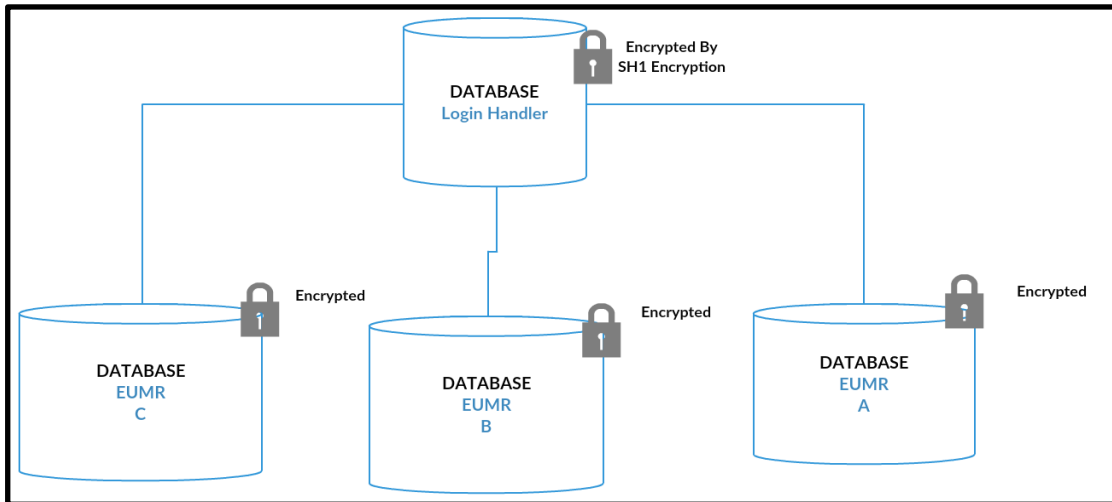 Encrypted By
SH1 Encryption
DATABASE
Login Handler
Encrypted
DATABASE
EUMR
C
Encrypted
DATABASE
EUMR
B
Encrypted
DATABASE
EUMR
A